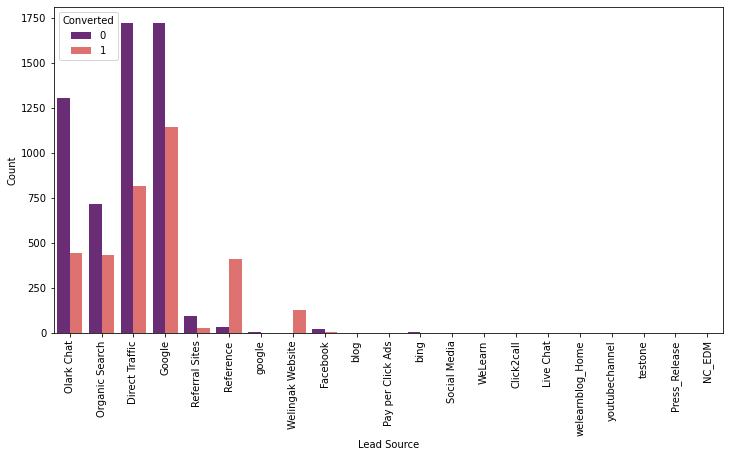 Converted
0
1
1750
1500
1250
1000
750
500
250
0
Count
Olark Chat
Organic Search
Direct Traffic
Google
Referral Sites
Reference
google
Welingak Website
Facebook
blog
Pay per Click Ads
bing
Social Media
WeLearn
Click2call
Live Chat
welearnblog_Home
youtubechannel
testone
Press_Release
NC_EDM
Lead Source